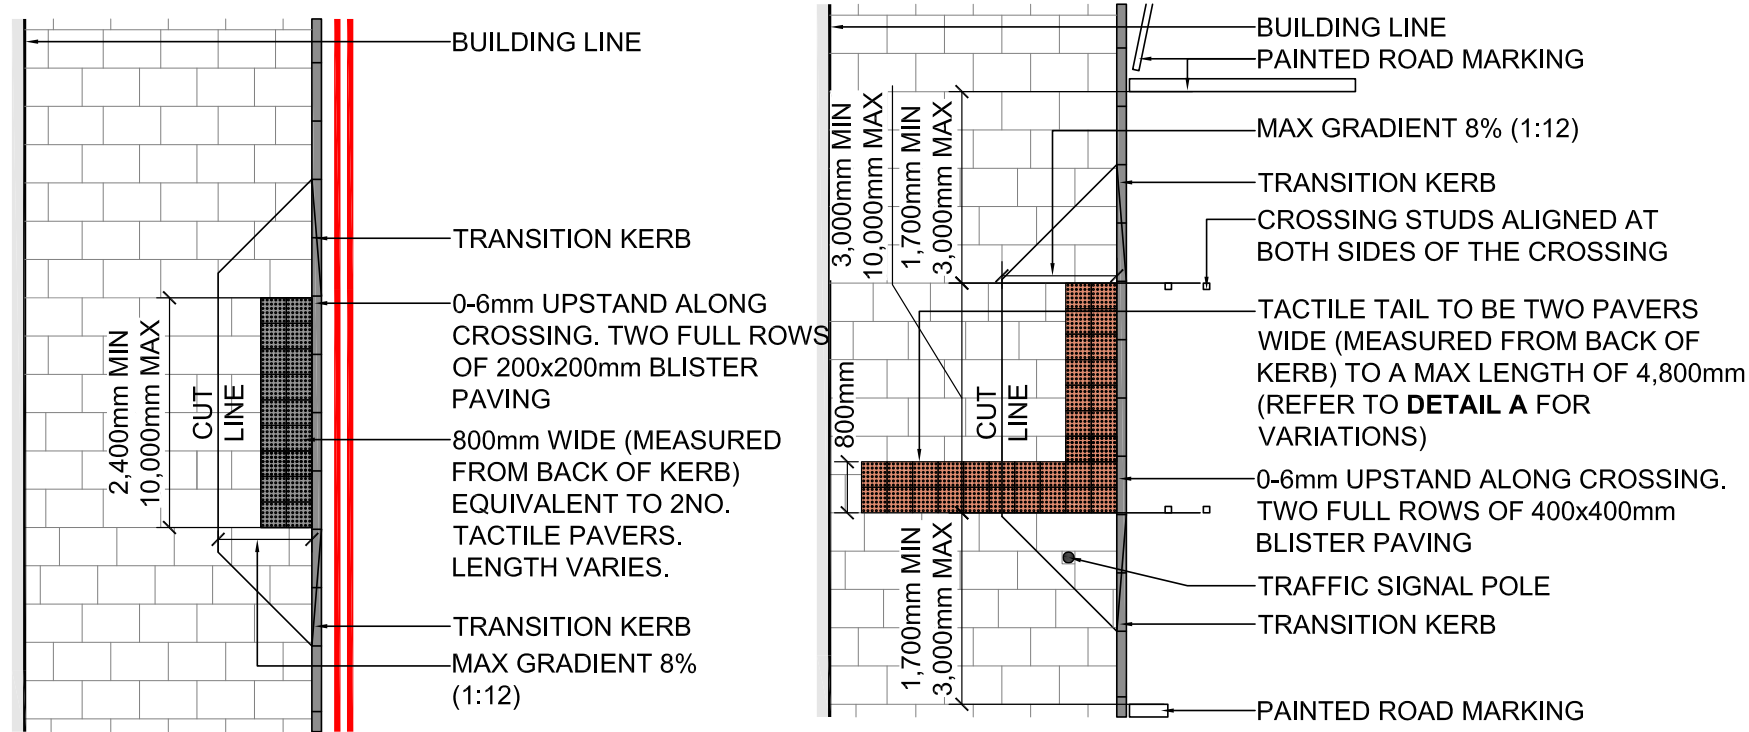 BUILDING LINE
TRANSITION KERB
0-6mm UPSTAND ALONG
CROSSING. TWO FULL ROWS
OF 200x200mm BLISTER
PAVING
2,400mm MIN
10,000mm MAX
CUT
LINE
800mm WIDE (MEASURED
FROM BACK OF KERB)
EQUIVALENT TO 2NO.
TACTILE PAVERS.
LENGTH VARIES.
TRANSITION KERB
MAX GRADIENT 8%
(1:12)
BUILDING LINE
PAINTED ROAD MARKING
MAX GRADIENT 8% (1:12)
3,000mm MIN
10,000mm MAX
1,700mm MIN
3,000mm MAX
TRANSITION KERB
CROSSING STUDS ALIGNED AT
BOTH SIDES OF THE CROSSING
TACTILE TAIL TO BE TWO PAVERS
WIDE (MEASURED FROM BACK OF
KERB) TO A MAX LENGTH OF 4,800mm
(REFER TO DETAIL A FOR
VARIATIONS)
800mm
CUT
LINE
0-6mm UPSTAND ALONG CROSSING.
TWO FULL ROWS OF 400x400mm
BLISTER PAVING
1,700mm MIN
3,000mm MAX
TRAFFIC SIGNAL POLE
TRANSITION KERB
PAINTED ROAD MARKING